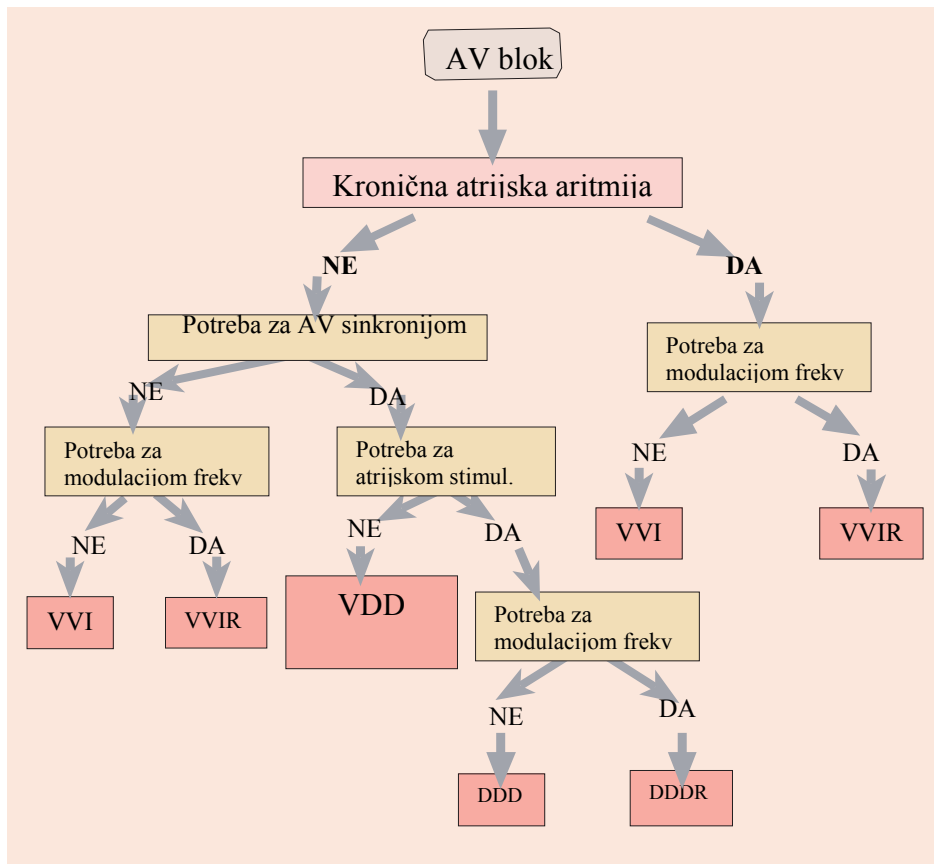 AV blok
Kronična atrijska aritmija
NE
DA
Potreba za AV sinkronijom
Potreba za
modulacijom frekv
NE
DA
NE
DA
Potreba za
modulacijom frekv
Potreba za
atrijskom stimul.
VVI
VVIR
NE
DA
NE
DA
VVI
VVIR
VDD
Potreba za
modulacijom frekv
NE
DA
DDD
DDDR